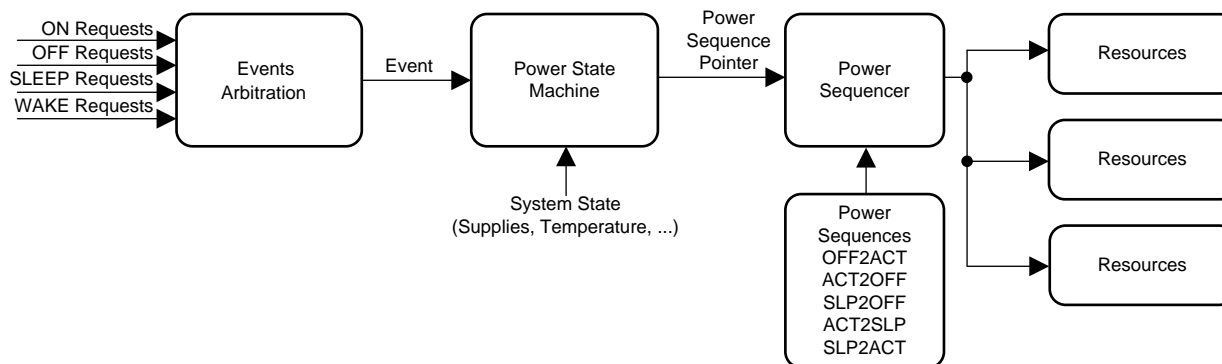 ON Requests
OFF Requests
SLEEP Requests
WAKE Requests
Events
Arbitration
Event
Power State
Machine
System State
(Supplies, Temperature, ...)
Power
Sequence
Pointer
Power
Sequencer
Power
Sequences
OFF2ACT
ACT2OFF
SLP2OFF
ACT2SLP
SLP2ACT
Resources
Resources
Resources